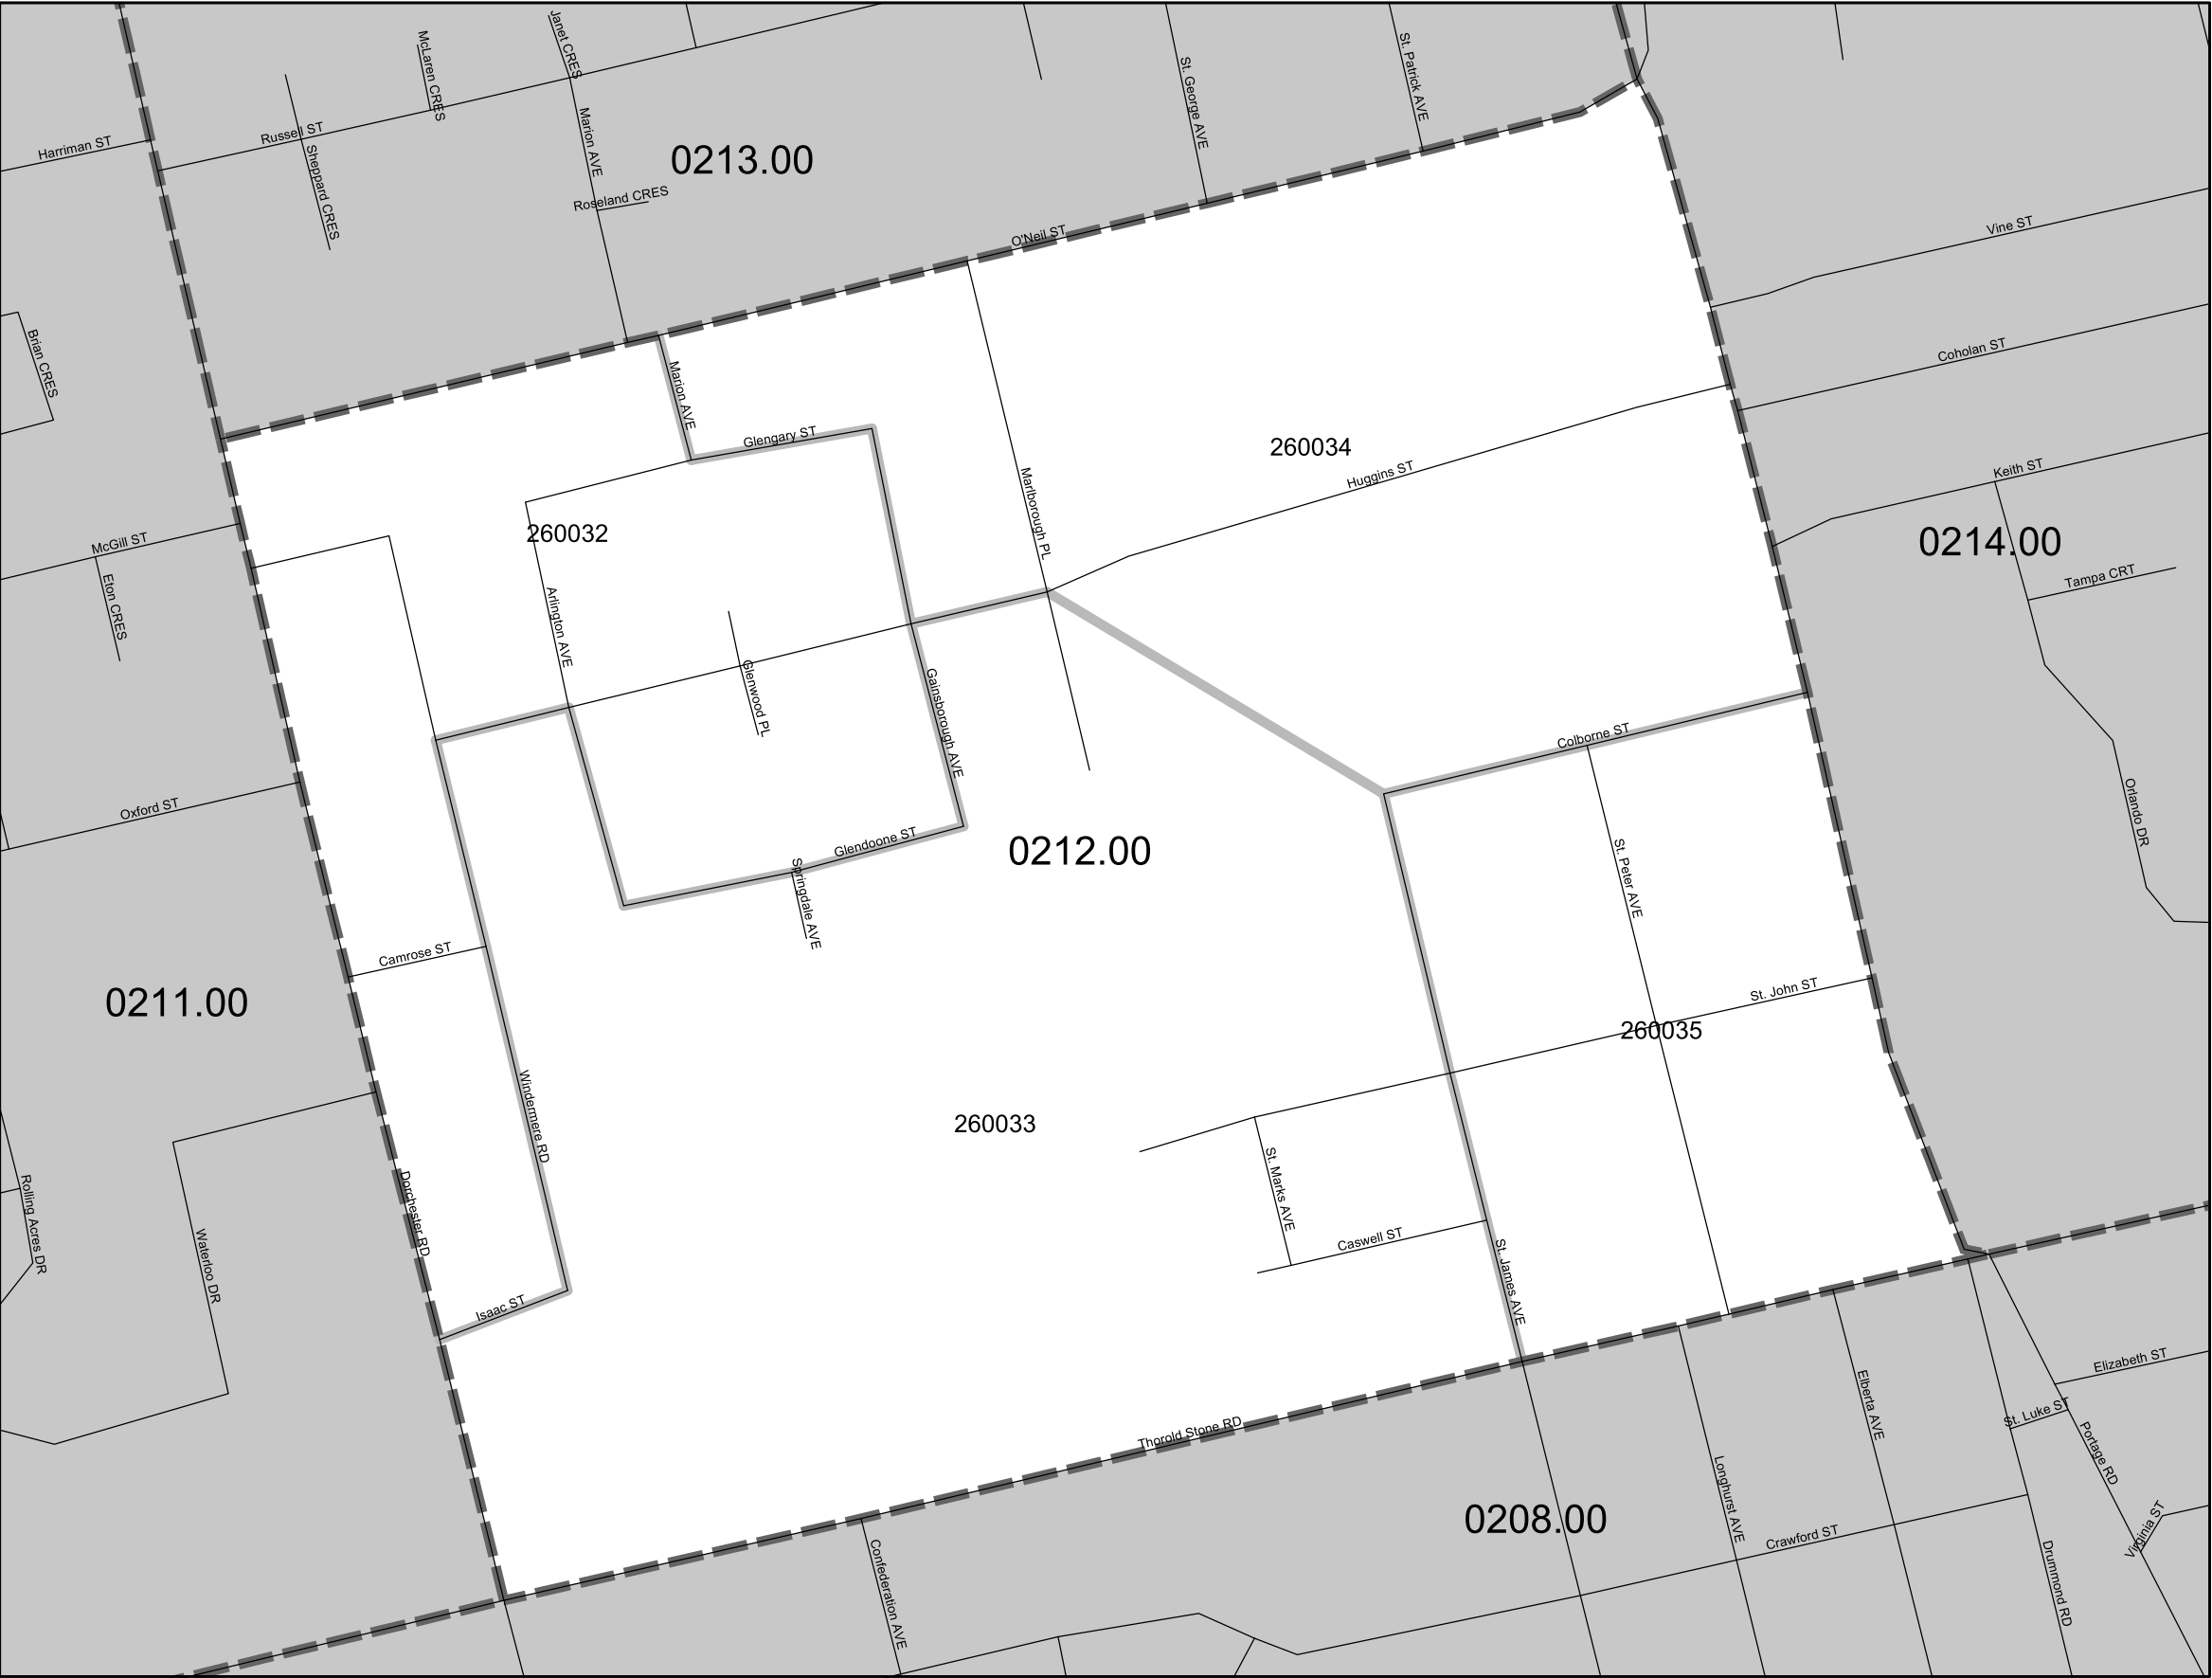 McLaren CRES
Janet CRES
St. George AVE
St. Patrick AVE
Harriman ST
Russell ST
Sheppard CRES
Marion AVE
0213.00
Roseland CRES
O'Neil ST
Vine ST
Brian CRES
Coholan ST
Marion AVE
Glengary ST
260034
Huggins ST
Keith ST
260032
Marlborough PL
McGill ST
0214.00
Eton CRES
Tampa CRT
Arlington AVE
Glenwood PL
Gainsborough AVE
Colborne ST
Oxford ST
Orlando DR
Glendoone ST
0212.00
Springdale AVE
St. Peter AVE
Camrose ST
0211.00
St. John ST
260035
Windermere RD
260033
Rolling Acres DR
Dorchester RD
Waterloo DR
St. Marks AVE
Caswell ST
St. James AVE
Isaac ST
Elizabeth ST
Elberta AVE
St. Luke ST
Thorold Stone RD
Portage RD
Longhurst AVE
0208.00
Crawford ST
Virginia ST
Confederation AVE
Drummond RD